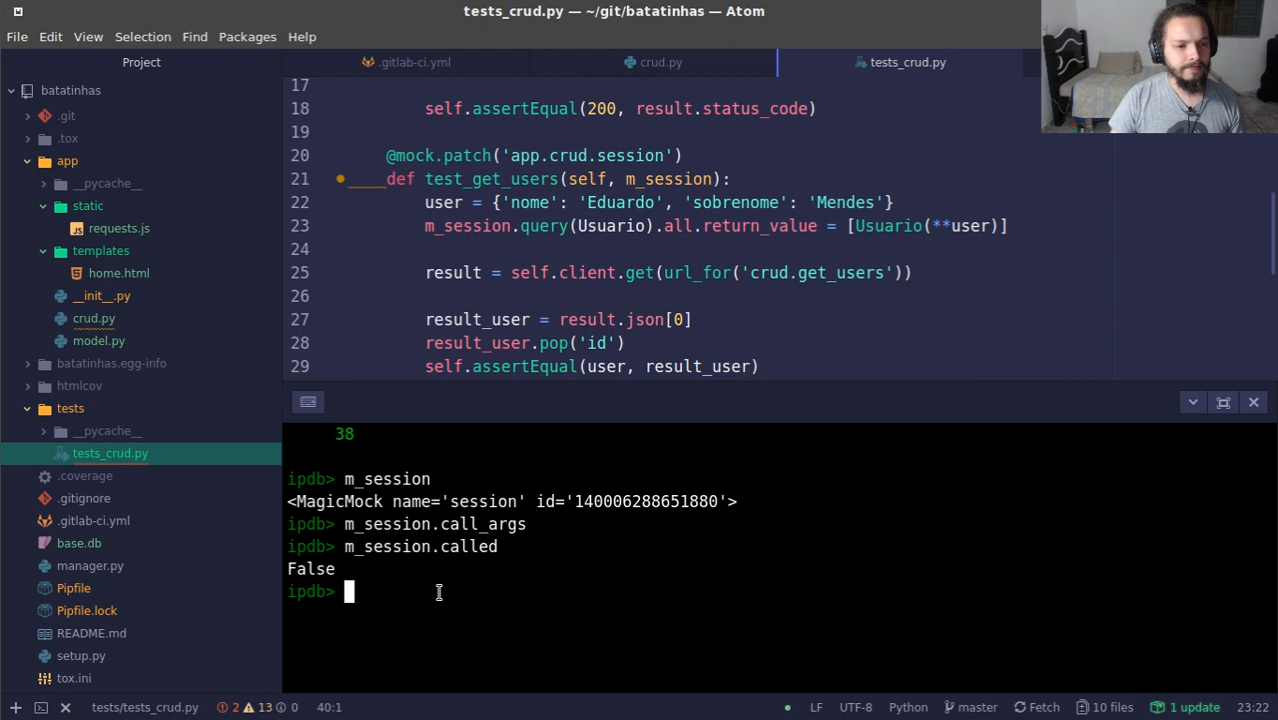 tests_crud.py — ~/git/batatinhas — Atom
File Edit View Selection Find Packages Help
Project
batatinhas
.git
.tox
app
__pycache__
static
requests.js
templates
home.html
__init__.py
crud.py
model.py
batatinhas.egg-info
htmlcov
tests
__pycache__
tests_crud.py
.coverage
.gitignore
.gitlab-ci.yml
base.db
manager.py
Pipfile
Pipfile.lock
README.md
setup.py
tox.ini
.gitlab-ci.yml crud.py tests_crud.py
17
18 self.assertEqual(200, result.status_code)
19
20 @mock.patch('app.crud.session')
21 def test_get_users(self, m_session):
22 user = {'nome': 'Eduardo', 'sobrenome': 'Mendes'}
23 m_session.query(Usuario).all.return_value = [Usuario(**user)]
24
25 result = self.client.get(url_for('crud.get_users'))
26
27 result_user = result.json[0]
28 result_user.pop('id')
29 self.assertEqual(user, result_user)
38
ipdb> m_session
<MagicMock name='session' id='140006288651880'>
ipdb> m_session.call_args
ipdb> m_session.called
False
ipdb>
tests/tests_crud.py 2 13 0 40:1 LF UTF-8 Python master Fetch 10 files 1 update 23:22